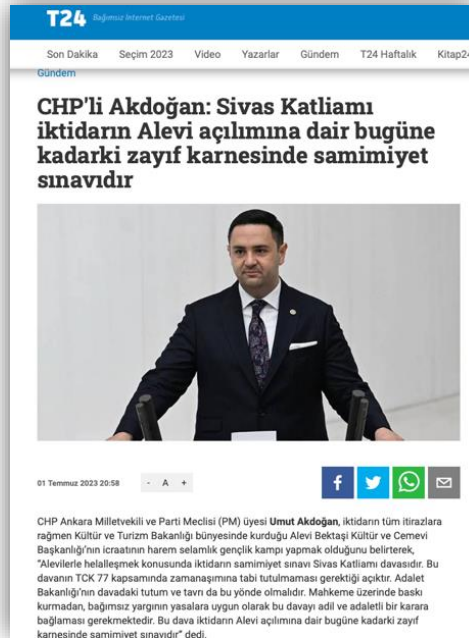 T24 Bağımsız İnternet Gazetesi
Son Dakika Seçim 2023 Video Yazarlar Gündem T24 Haftalık Kitap24
Gündem
CHP'li Akdoğan: Sivas Katliamı
iktidarın Alevi açılımına dair bugüne
kadarki zayıf karnesinde samimiyet
sınavıdır
01 Temmuz 2023 20:58 - A +
CHP Ankara Milletvekili ve Parti Meclisi (PM) üyesi Umut Akdoğan, iktidarın tüm itirazlara
rağmen Kültür ve Turizm Bakanlığı bünyesinde kurduğu Alevi Bektaşi Kültür ve Cemevi
Başkanlığı'nın icraatının harem selamlık gençlik kampı yapmak olduğunu belirterek,
"Alevilerle helalleşmek konusunda iktidarın samimiyet sınavı Sivas Katliamı davasıdır. Bu
davanın TCK 77 kapsamında zamanaşımına tabi tutulmaması gerektiği açıktır. Adalet
Bakanlığı'nın davadaki tutum ve tavrı da bu yönde olmalıdır. Mahkeme üzerinde baskı
kurmadan, bağımsız yargının yasalara uygun olarak bu davayı adil ve adaletli bir karara
bağlaması gerekmektedir. Bu dava iktidarın Alevi açılımına dair bugüne kadarki zayıf
karnesinde samimiyet sınavıdır" dedi.